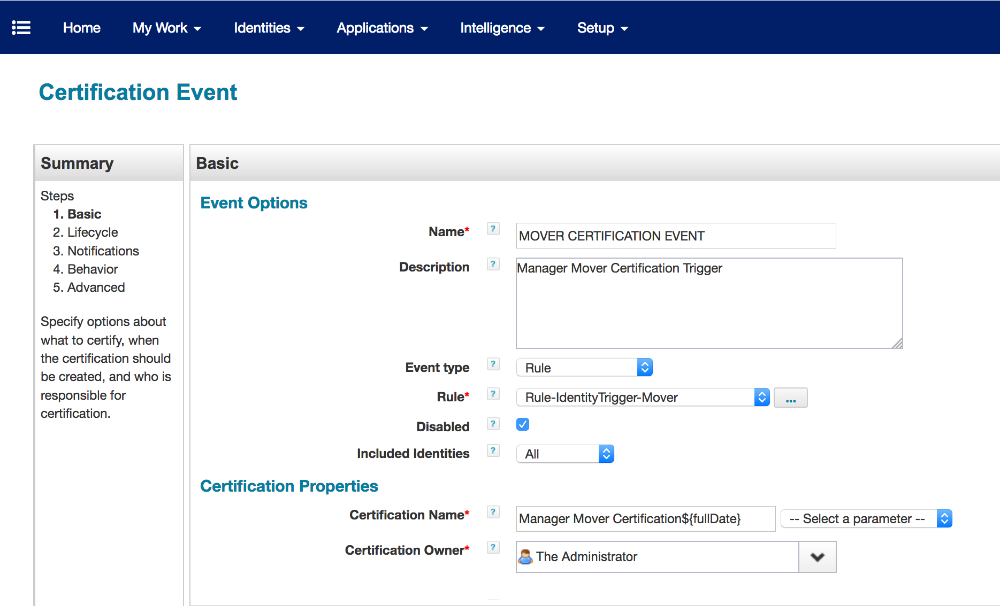 Home My Work Identities Applications Intelligence Setup
Certification Event
Summary
Steps
1. Basic
2. Lifecycle
3. Notifications
4. Behavior
5. Advanced
Specify options about
what to certify, when
the certification should
be created, and who is
responsible for
certification.
Basic
Event Options
Name* ? MOVER CERTIFICATION EVENT
Description ? Manager Mover Certification Trigger
Event type ? Rule
Rule* ? Rule-IdentityTrigger-Mover ...
Disabled ?
Included Identities ? All
Certification Properties
Certification Name* ? Manager Mover Certification${fullDate} -- Select a parameter --
Certification Owner* ? The Administrator